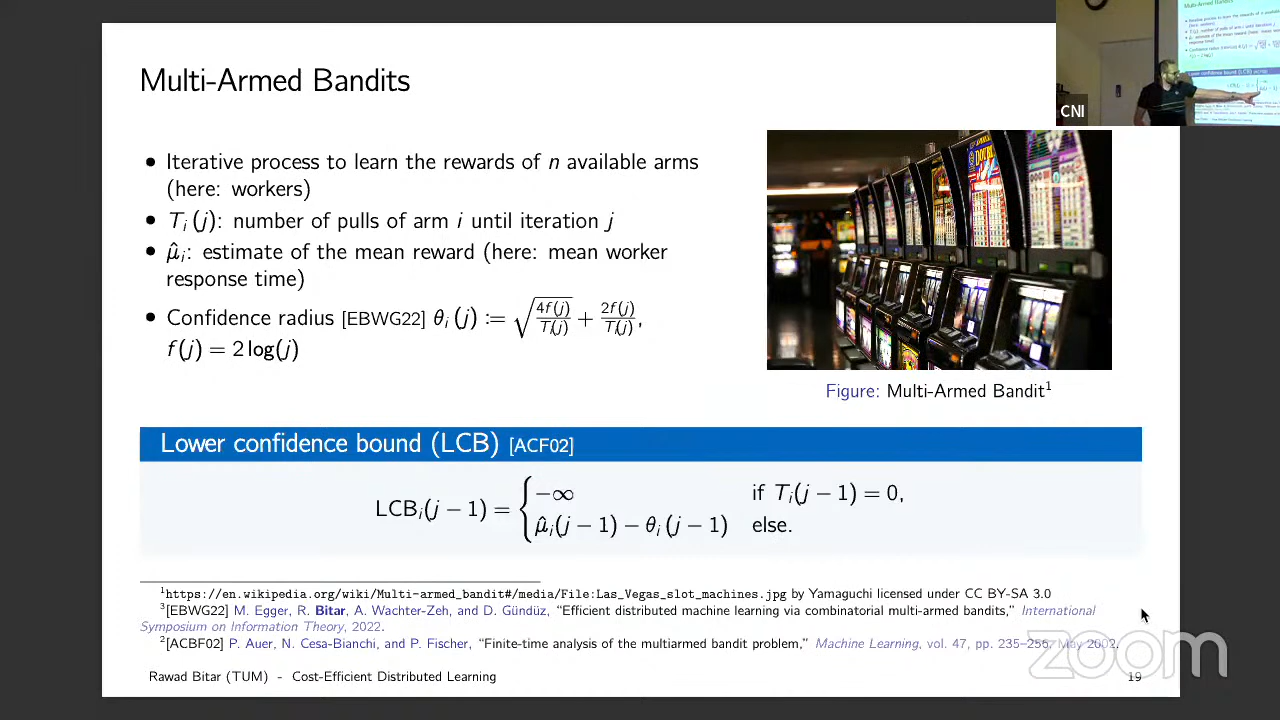 Multi-Armed Bandits
• Iterative process to learn the rewards of n available arms
(here: workers)
• T_i (j): number of pulls of arm i until iteration j
• μ̂_i: estimate of the mean reward (here: mean worker
response time)
• Confidence radius [EBWG22] θ_i (j) := √(4f(j)/T_i(j)) + 2f(j)/T_i(j),
f(j) = 2 log(j)
DOUBLE
Figure: Multi-Armed Bandit¹
Lower confidence bound (LCB) [ACF02]
LCB_i(j − 1) = { −∞ if T_i(j − 1) = 0,
μ̂_i(j − 1) − θ_i (j − 1) else.
¹https://en.wikipedia.org/wiki/Multi-armed_bandit#/media/File:Las_Vegas_slot_machines.jpg by Yamaguchi licensed under CC BY-SA 3.0
³[EBWG22] M. Egger, R. Bitar, A. Wachter-Zeh, and D. Gündüz, “Efficient distributed machine learning via combinatorial multi-armed bandits,” International
Symposium on Information Theory, 2022.
²[ACBF02] P. Auer, N. Cesa-Bianchi, and P. Fischer, “Finite-time analysis of the multiarmed bandit problem,” Machine Learning, vol. 47, pp. 235–256, May 2002.
Rawad Bitar (TUM) - Cost-Efficient Distributed Learning
19
zoom
CNI
Multi-Armed Bandits